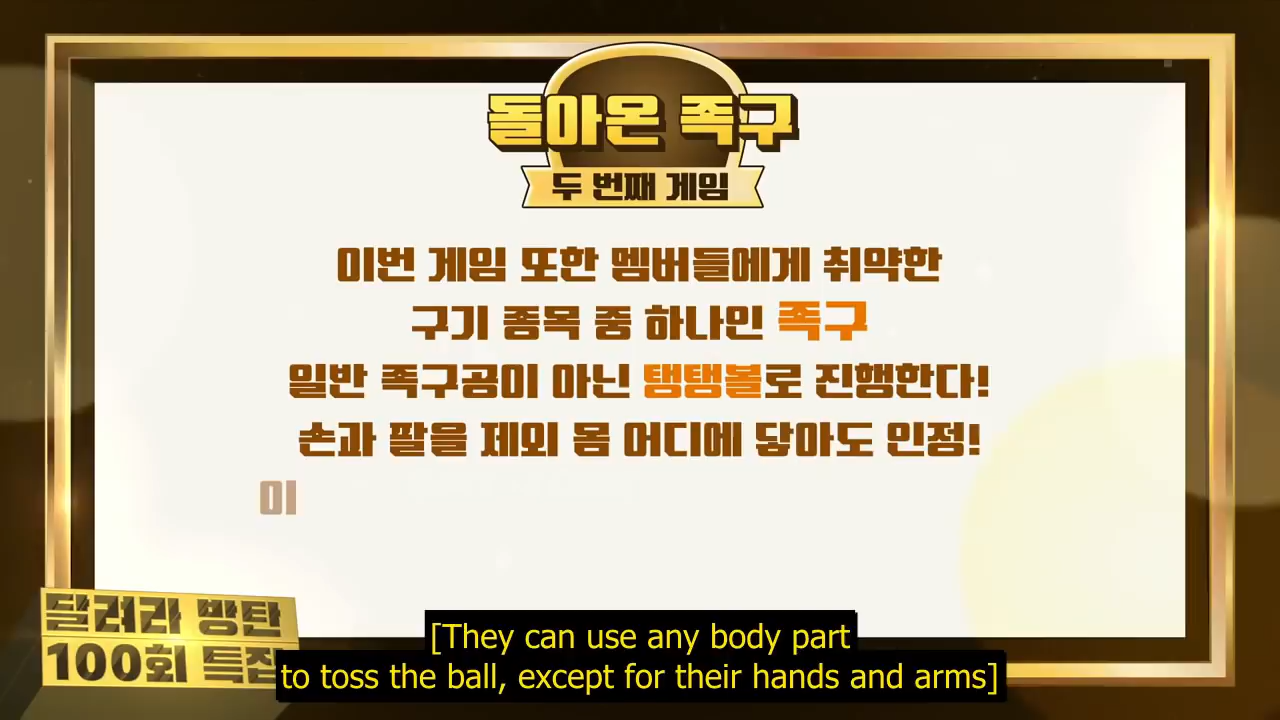 돌아온 족구
두 번째 게임
이번 게임 또한 멤버들에게 취약한
구기 종목 중 하나인 족구
일반 족구공이 아닌 탱탱볼로 진행한다!
손과 팔을 제외 몸 어디에 닿아도 인정!
이
달려라 방탄
100회 특집
[They can use any body part
to toss the ball, except for their hands and arms]